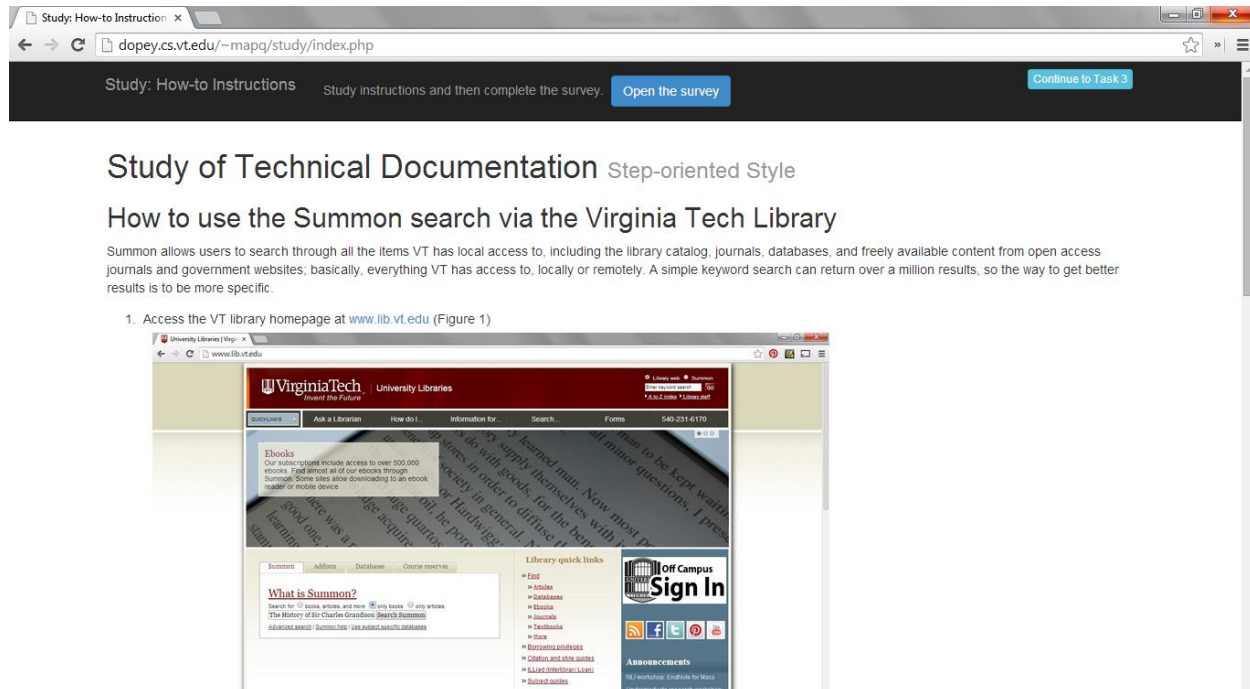 Study: How-to Instruction ×
dopey.cs.vt.edu/~mapq/study/index.php
Study: How-to Instructions Study instructions and then complete the survey. Open the survey Continue to Task 3
Study of Technical Documentation Step-oriented Style
How to use the Summon search via the Virginia Tech Library
Summon allows users to search through all the items VT has local access to, including the library catalog, journals, databases, and freely available content from open access
journals and government websites; basically, everything VT has access to, locally or remotely. A simple keyword search can return over a million results, so the way to get better
results is to be more specific.
1. Access the VT library homepage at www.lib.vt.edu (Figure 1)
University Libraries | Virgi ×
www.lib.vt.edu
VirginiaTech University Libraries
Invent the Future
Library web Summon
Enter keyword search Go
A to Z index Library staff
QUICKLINKS Ask a Librarian How do I... Information for... Search... Forms 540-231-6170
Ebooks
Our subscriptions include access to over 500,000
ebooks. Find almost all of our ebooks through
Summon. Some sites allow downloading to an ebook
reader or mobile device.
Summon Addison Databases Course reserves
What is Summon?
Search for books, articles, and more only books only articles
The History of Sir Charles Grandison Search Summon
Advanced search | Summon help | Use subject specific databases
Library quick links
» Find
» Articles
» Databases
» Ebooks
» Journals
» Textbooks
» More
» Borrowing privileges
» Citation and style guides
» ILLiad (Interlibrary Loan)
» Subject guides
Off Campus
Sign In
Announcements
NLI workshop: EndNote for Macs